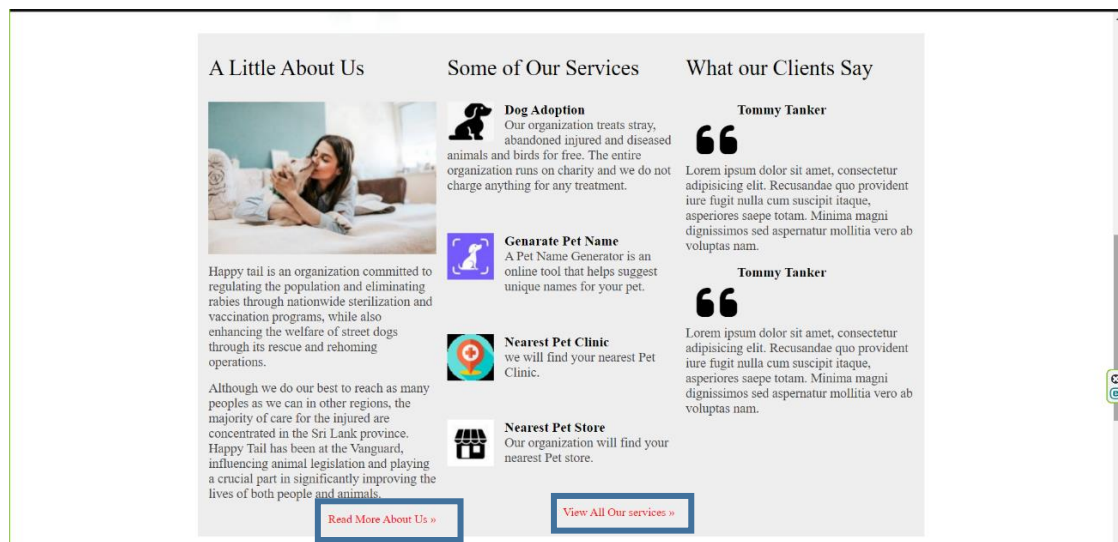 A Little About Us
Happy tail is an organization committed to
regulating the population and eliminating
rabies through nationwide sterilization and
vaccination programs, while also
enhancing the welfare of street dogs
through its rescue and rehoming
operations.
Although we do our best to reach as many
peoples as we can in other regions, the
majority of care for the injured are
concentrated in the Sri Lank province.
Happy Tail has been at the Vanguard,
influencing animal legislation and playing
a crucial part in significantly improving the
lives of both people and animals.
Read More About Us »
Some of Our Services
Dog Adoption
Our organization treats stray,
abandoned injured and diseased
animals and birds for free. The entire
organization runs on charity and we do not
charge anything for any treatment.
Genarate Pet Name
A Pet Name Generator is an
online tool that helps suggest
unique names for your pet.
Nearest Pet Clinic
we will find your nearest Pet
Clinic.
Nearest Pet Store
Our organization will find your
nearest Pet store.
View All Our services »
What our Clients Say
Tommy Tanker
Lorem ipsum dolor sit amet, consectetur
adipisicing elit. Recusandae quo provident
iure fugit nulla cum suscipit itaque,
asperiores saepe totam. Minima magni
dignissimos sed aspernatur mollitia vero ab
voluptas nam.
Tommy Tanker
Lorem ipsum dolor sit amet, consectetur
adipisicing elit. Recusandae quo provident
iure fugit nulla cum suscipit itaque,
asperiores saepe totam. Minima magni
dignissimos sed aspernatur mollitia vero ab
voluptas nam.